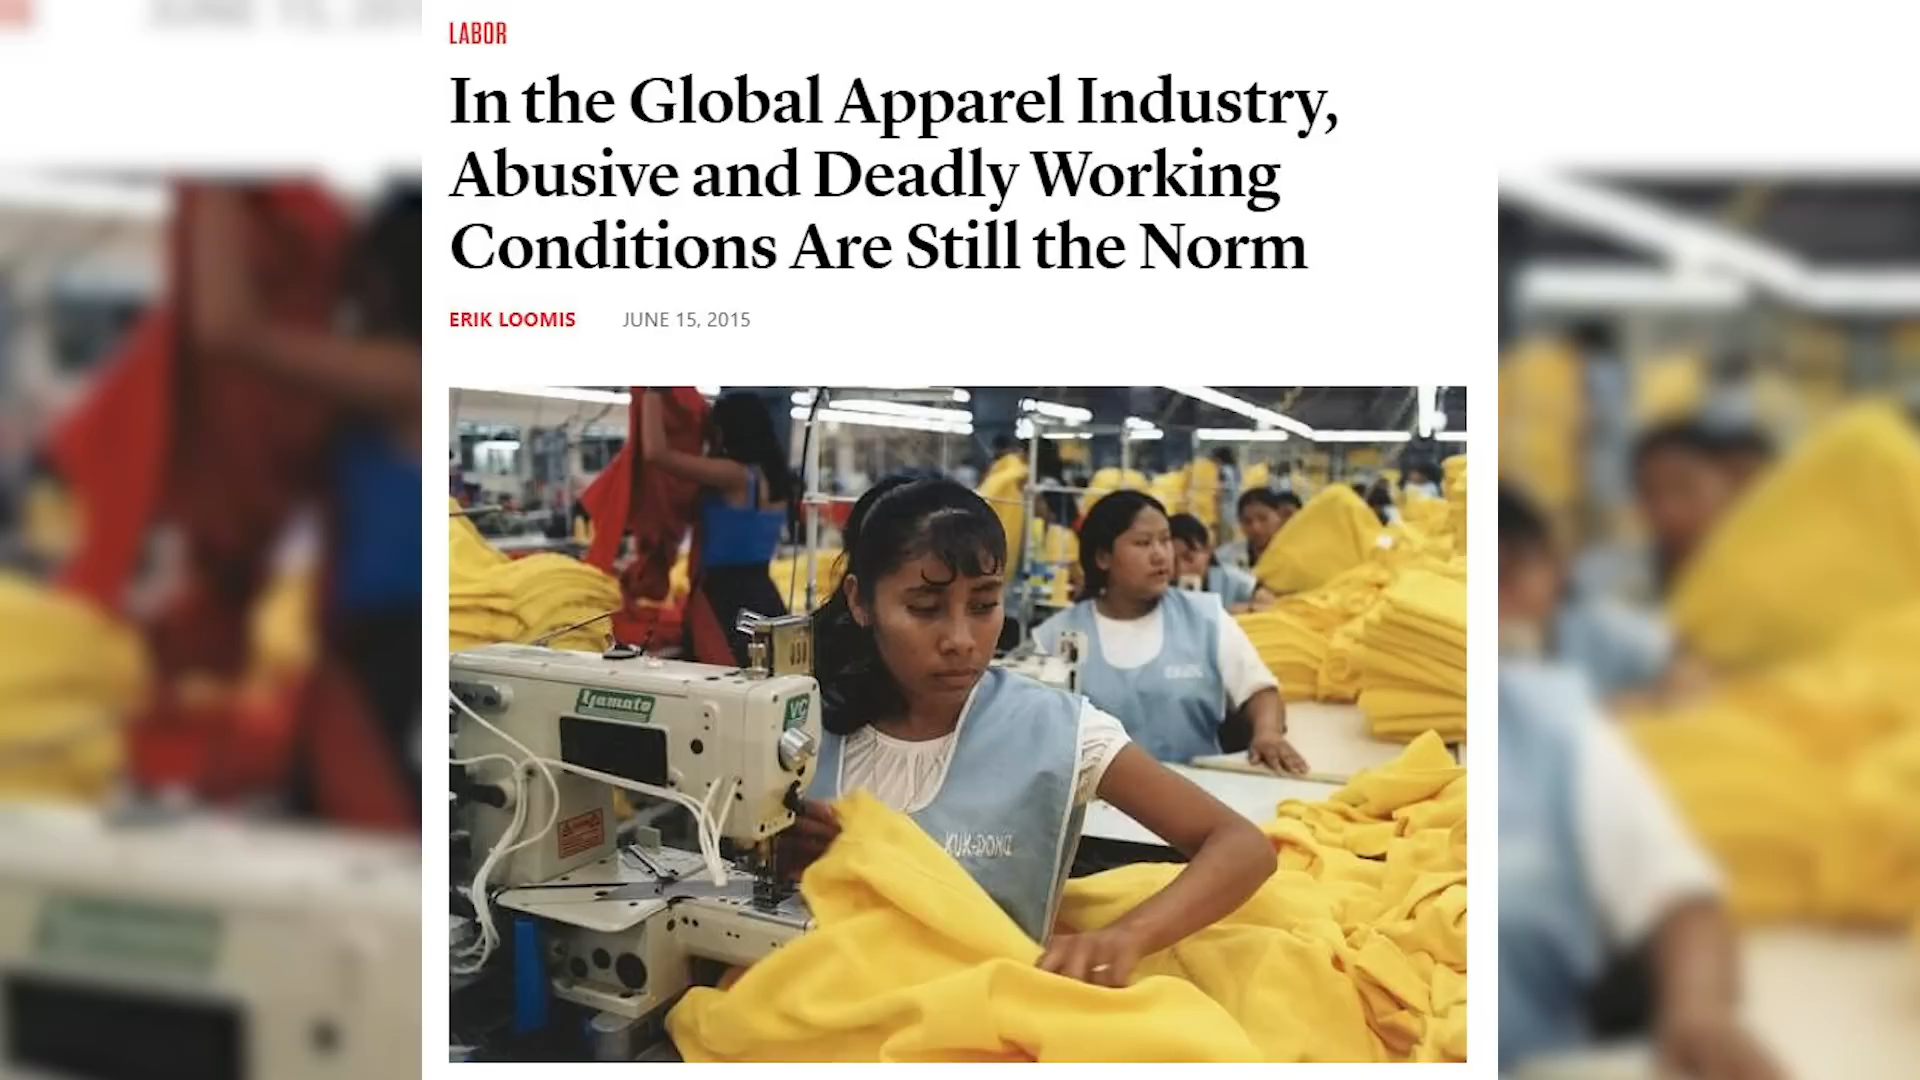 LABOR
In the Global Apparel Industry,
Abusive and Deadly Working
Conditions Are Still the Norm
ERIK LOOMIS JUNE 15, 2015
Yamato
VC
KUK-DONG